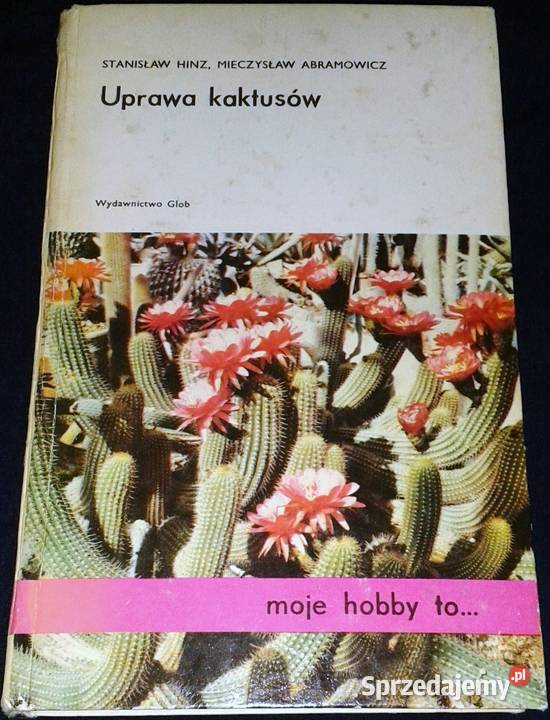 STANISŁAW HINZ, MIECZYSŁAW ABRAMOWICZ
Uprawa kaktusów
Wydawnictwo Glob
moje hobby to...
Sprzedajemy.pl